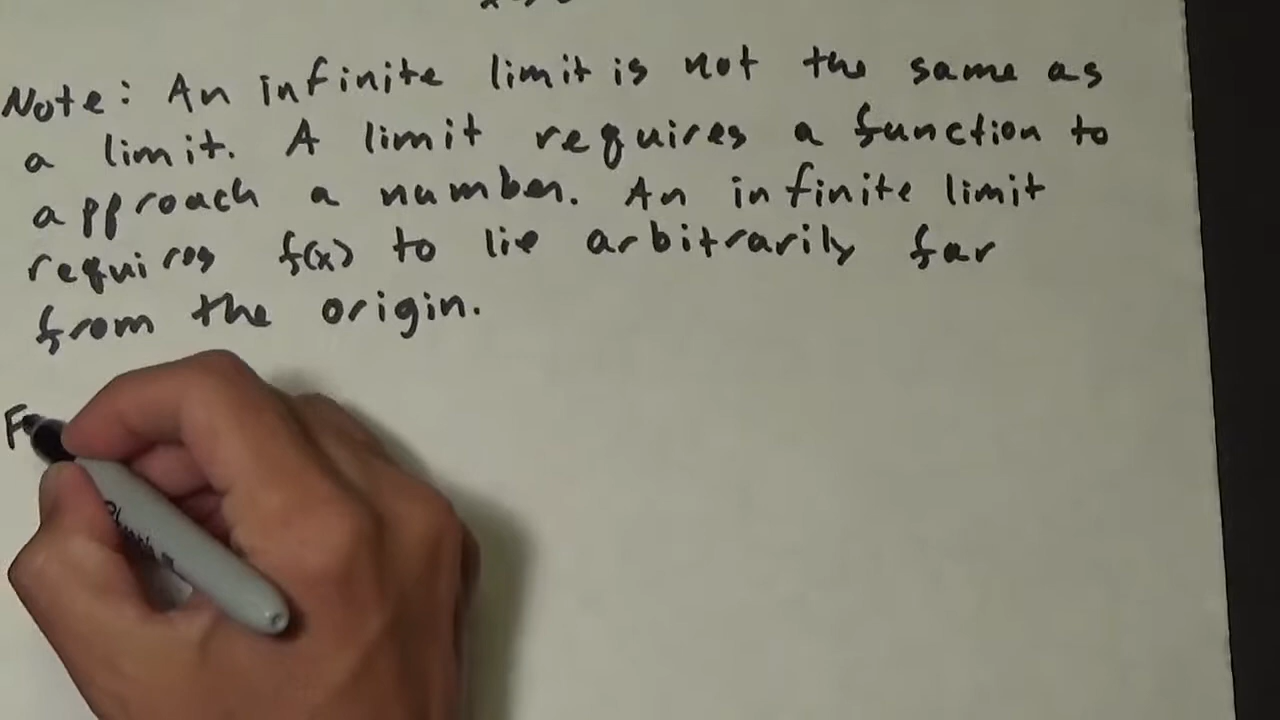 Note: An infinite limit is not the same as
a limit. A limit requires a function to
approach a number. An infinite limit
requires f(x) to lie arbitrarily far
from the origin.
F
Sharpie